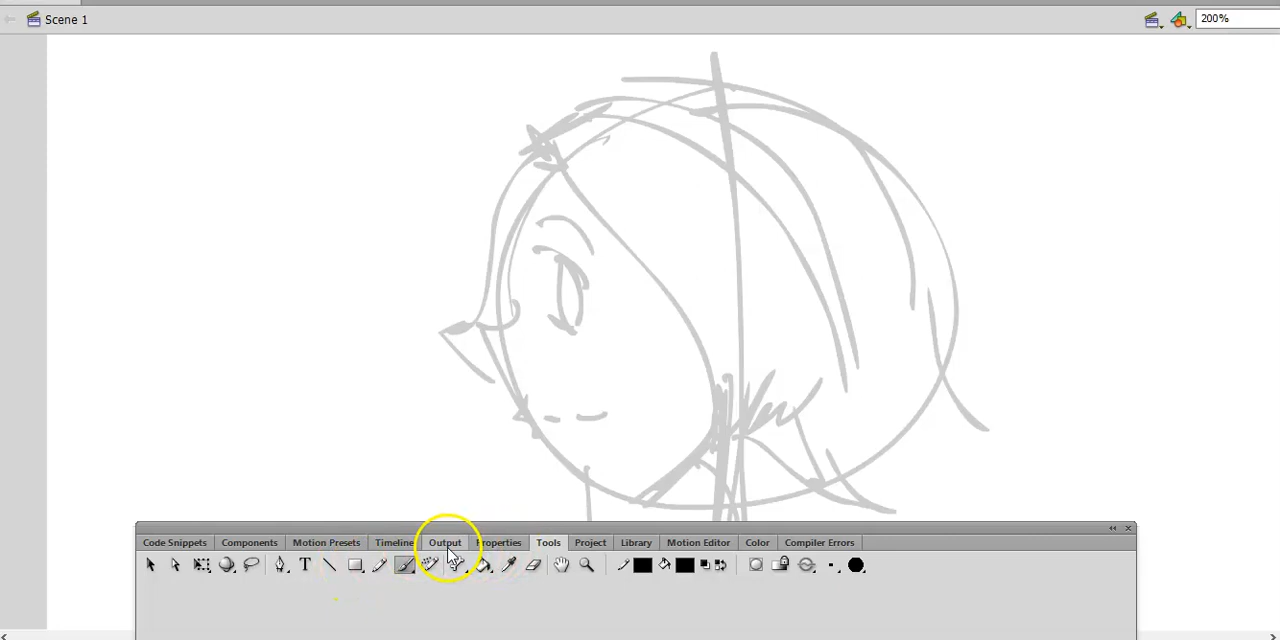 Scene 1
200%
Code Snippets Components Motion Presets Timeline Output Properties Tools Project Library Motion Editor Color Compiler Errors
T